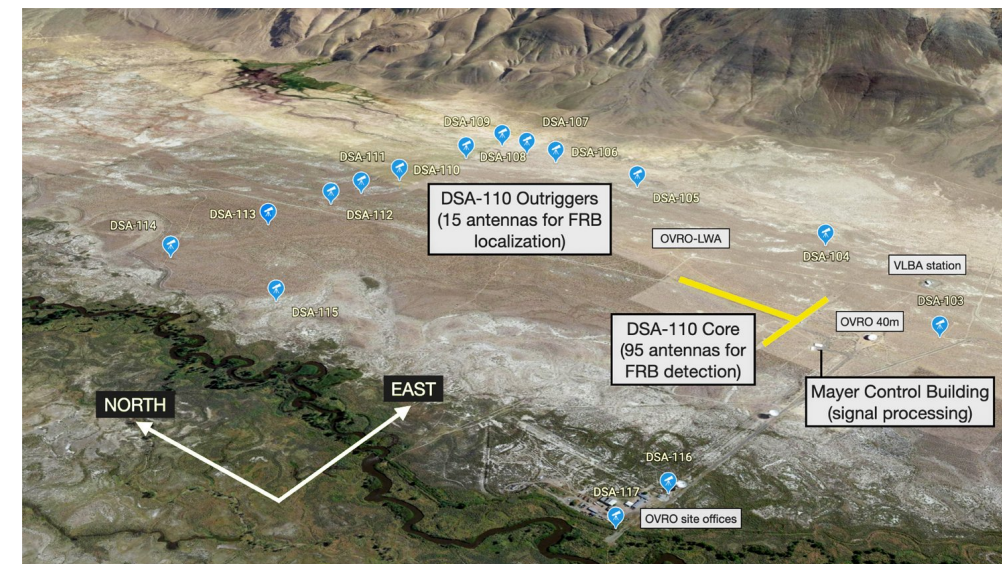 DSA-109
DSA-107
DSA-108
DSA-106
DSA-111
DSA-110
DSA-105
DSA-112
DSA-113
DSA-114
DSA-110 Outriggers
(15 antennas for FRB
localization)
OVRO-LWA
DSA-104
VLBA station
DSA-103
DSA-115
OVRO 40m
DSA-110 Core
(95 antennas for
FRB detection)
Mayer Control Building
(signal processing)
EAST
NORTH
DSA-116
DSA-117
OVRO site offices